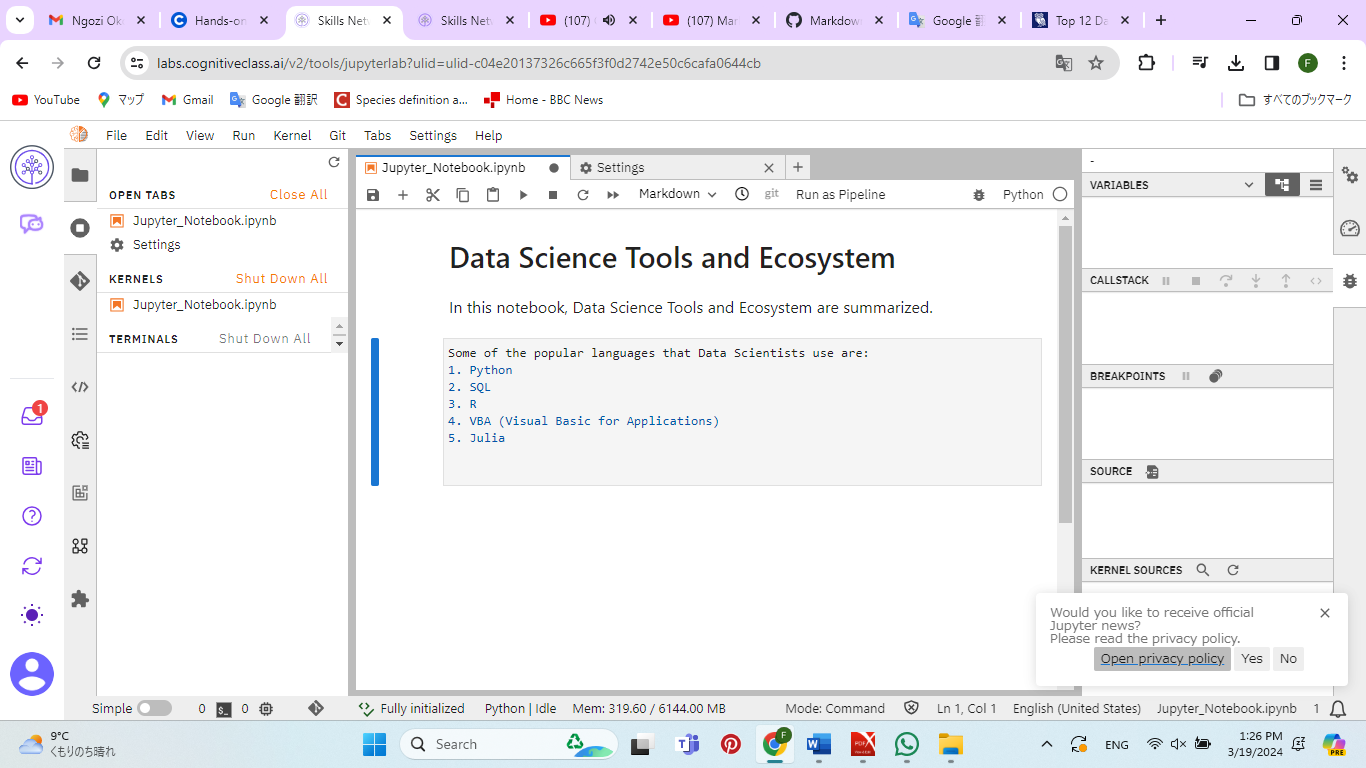 Ngozi Ok
Hands-on
Skills Net
Skills Net
(107)
(107) Mar
Markdow
Google 翻
Top 12 Da
labs.cognitiveclass.ai/v2/tools/jupyterlab?ulid=ulid-c04e20137326c665f3f0d2742e50c6cafa0644cb
F
YouTube
マップ
Gmail
Google 翻訳
Species definition a...
Home - BBC News
すべてのブックマーク
File Edit View Run Kernel Git Tabs Settings Help
OPEN TABS Close All
Jupyter_Notebook.ipynb
Settings
KERNELS Shut Down All
Jupyter_Notebook.ipynb
TERMINALS Shut Down All
1
Jupyter_Notebook.ipynb
Settings
Markdown
git
Run as Pipeline
Python
Data Science Tools and Ecosystem
In this notebook, Data Science Tools and Ecosystem are summarized.
Some of the popular languages that Data Scientists use are:
1. Python
2. SQL
3. R
4. VBA (Visual Basic for Applications)
5. Julia
-
VARIABLES
CALLSTACK
BREAKPOINTS
SOURCE
KERNEL SOURCES
Would you like to receive official
Jupyter news?
Please read the privacy policy.
Open privacy policy Yes No
Simple 0 0 Fully initialized Python | Idle Mem: 319.60 / 6144.00 MB Mode: Command Ln 1, Col 1 English (United States) Jupyter_Notebook.ipynb 1
9°C
くもりのち晴れ
Search
F
ENG
1:26 PM
3/19/2024
PRE